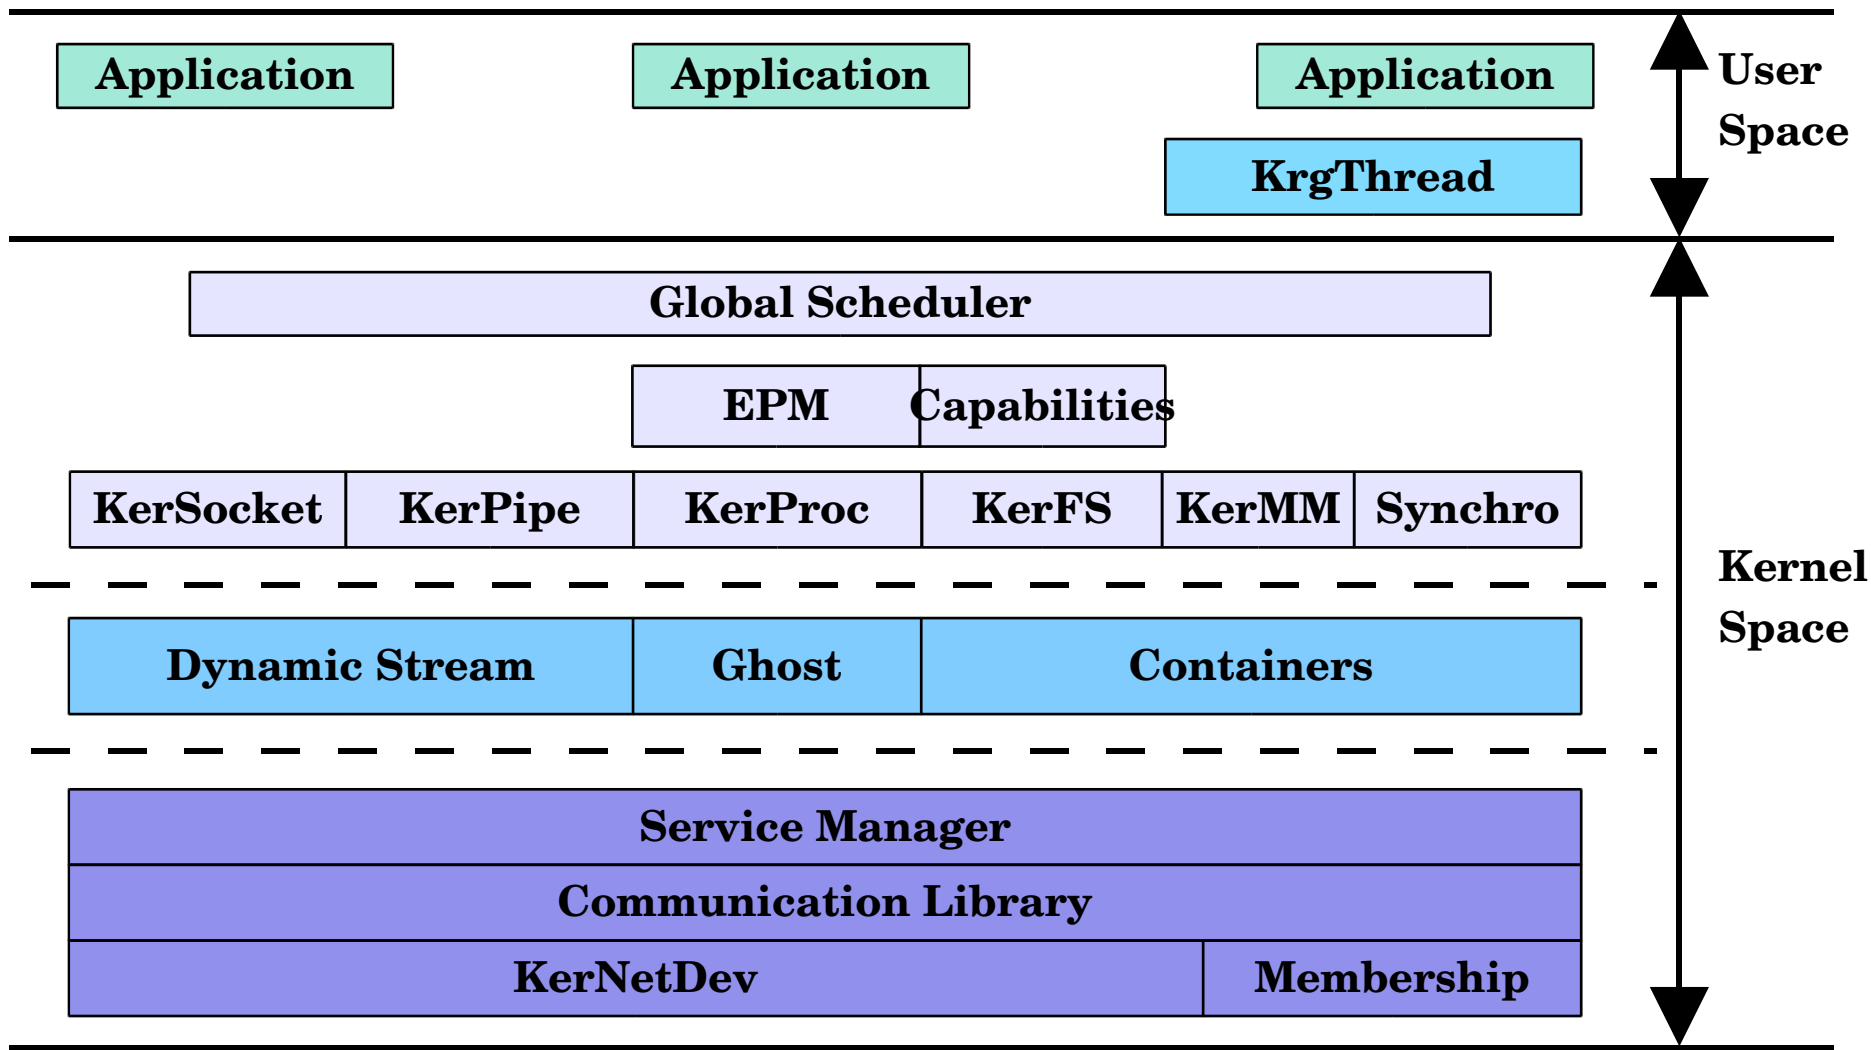 Application Application Application
User
Space
KrgThread
Global Scheduler
EPM Capabilities
KerSocket KerPipe KerProc KerFS KerMM Synchro
Kernel
Space
Dynamic Stream Ghost Containers
Service Manager
Communication Library
KerNetDev Membership